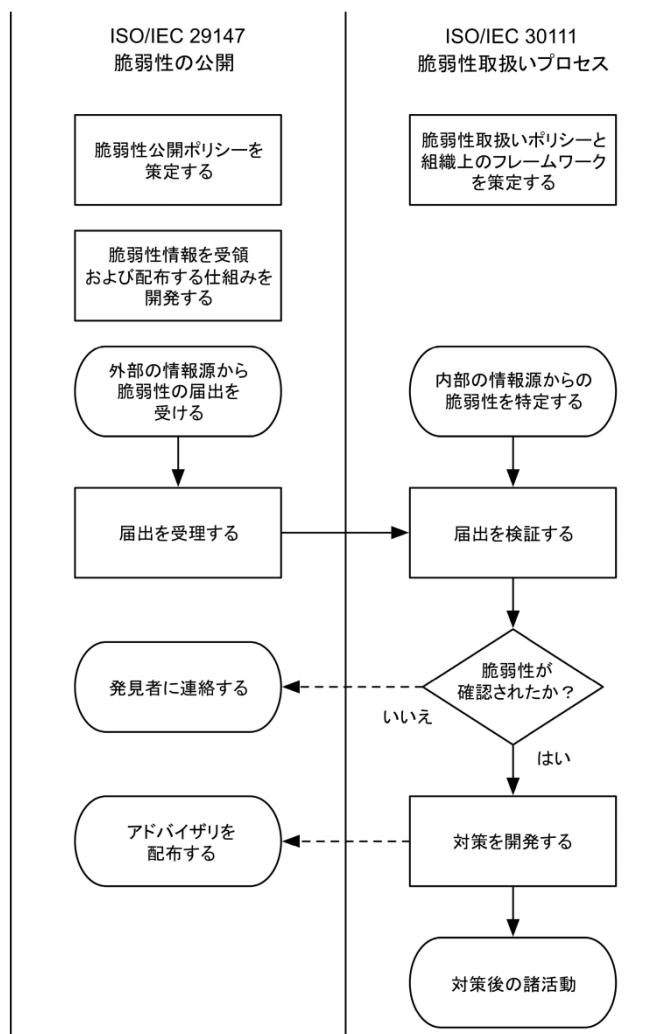 ISO/IEC 29147
脆弱性の公開
ISO/IEC 30111
脆弱性取扱いプロセス
脆弱性公開ポリシーを
策定する
脆弱性取扱いポリシーと
組織上のフレームワーク
を策定する
脆弱性情報を受領
および配布する仕組みを
開発する
外部の情報源から
脆弱性の届出を
受ける
内部の情報源からの
脆弱性を特定する
届出を受理する
届出を検証する
脆弱性が
確認されたか？
発見者に連絡する
いいえ
はい
アドバイザリを
配布する
対策を開発する
対策後の諸活動